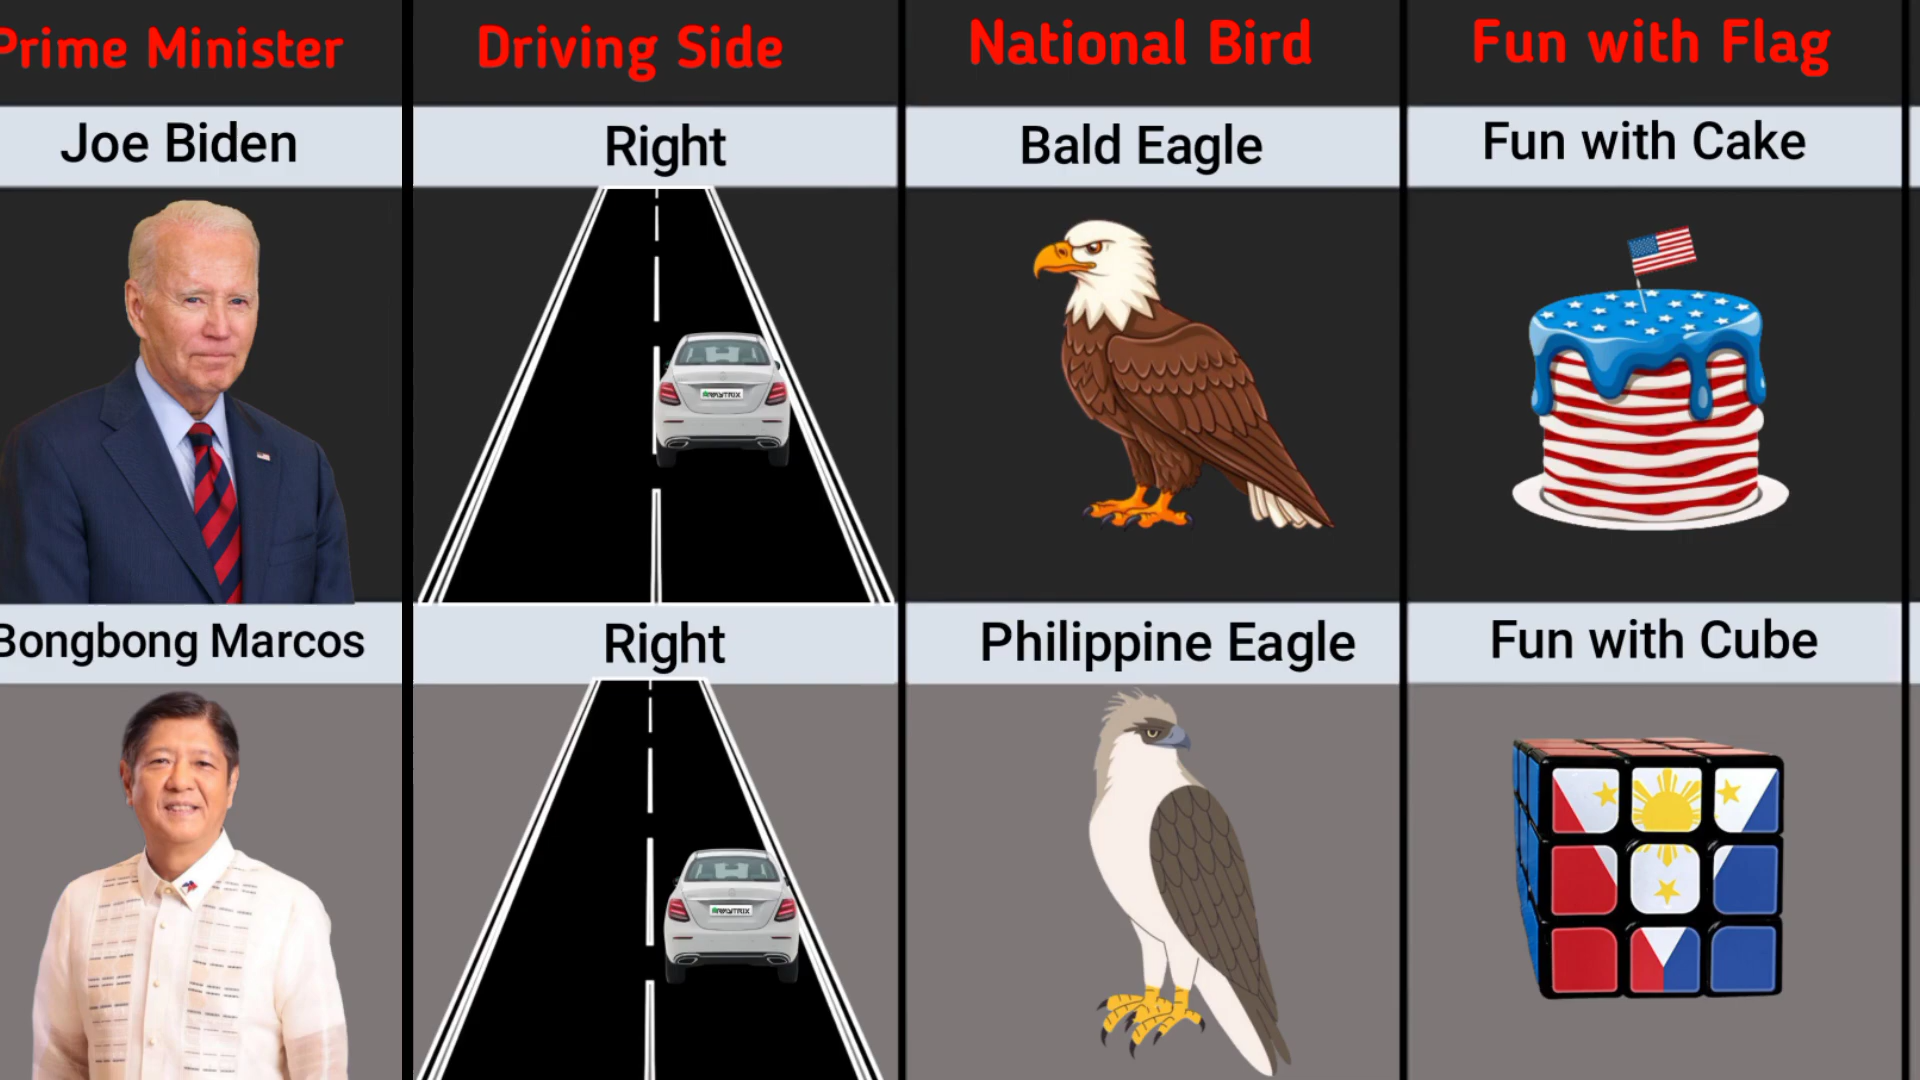 Prime Minister
Driving Side
National Bird
Fun with Flag
Joe Biden
Right
Bald Eagle
Fun with Cake
Bongbong Marcos
Right
Philippine Eagle
Fun with Cube